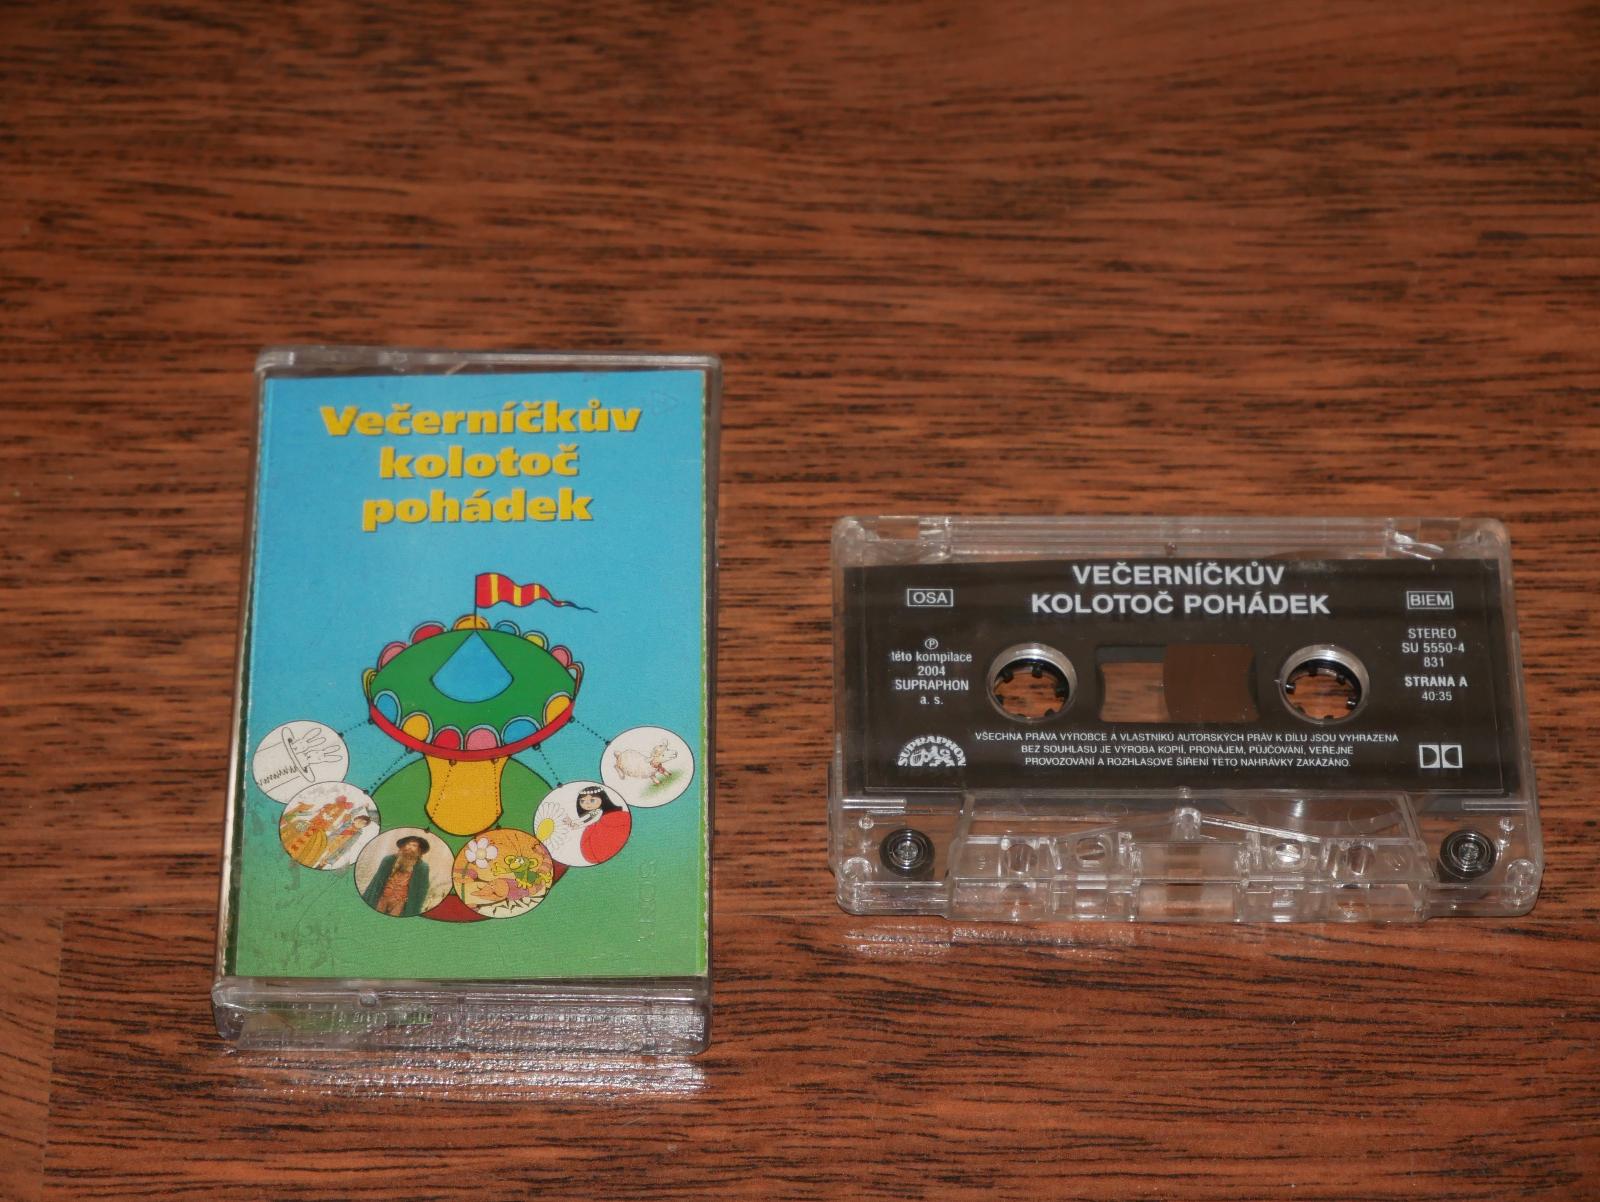 Večerníčkův
kolotoč
pohádek
VEČERNÍČKŮV
KOLOTOČ POHÁDEK
OSA
BIEM
℗
této kompilace
2004
SUPRAPHON
a. s.
STEREO
SU 5550-4
831
STRANA A
40:35
VŠECHNA PRÁVA VÝROBCE A VLASTNÍKŮ AUTORSKÝCH PRÁV K DÍLU JSOU VYHRAZENA
BEZ SOUHLASU JE VÝROBA KOPIÍ, PRONÁJEM, PŮJČOVÁNÍ, VEŘEJNÉ
PROVOZOVÁNÍ A ROZHLASOVÉ ŠÍŘENÍ TÉTO NAHRÁVKY ZAKÁZÁNO.
SUPRAPHON